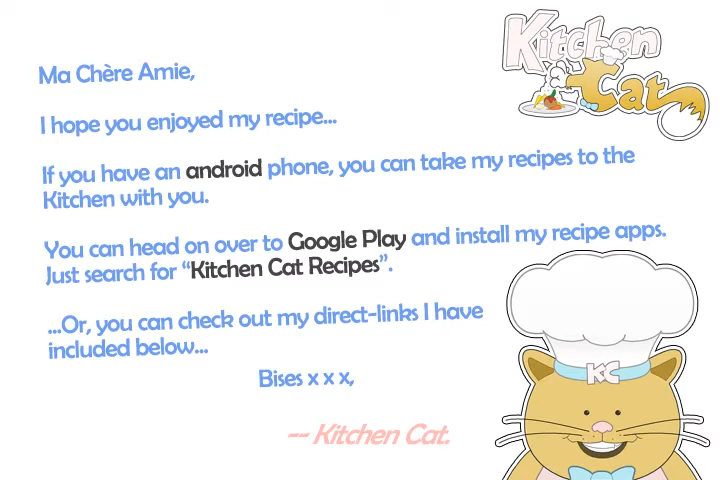 Kitchen
Cat
Ma Chère Amie,
I hope you enjoyed my recipe...
If you have an android phone, you can take my recipes to the
Kitchen with you.
You can head on over to Google Play and install my recipe apps.
Just search for “Kitchen Cat Recipes”.
...Or, you can check out my direct-links I have
included below...
Bises x x x,
-- Kitchen Cat.
KC